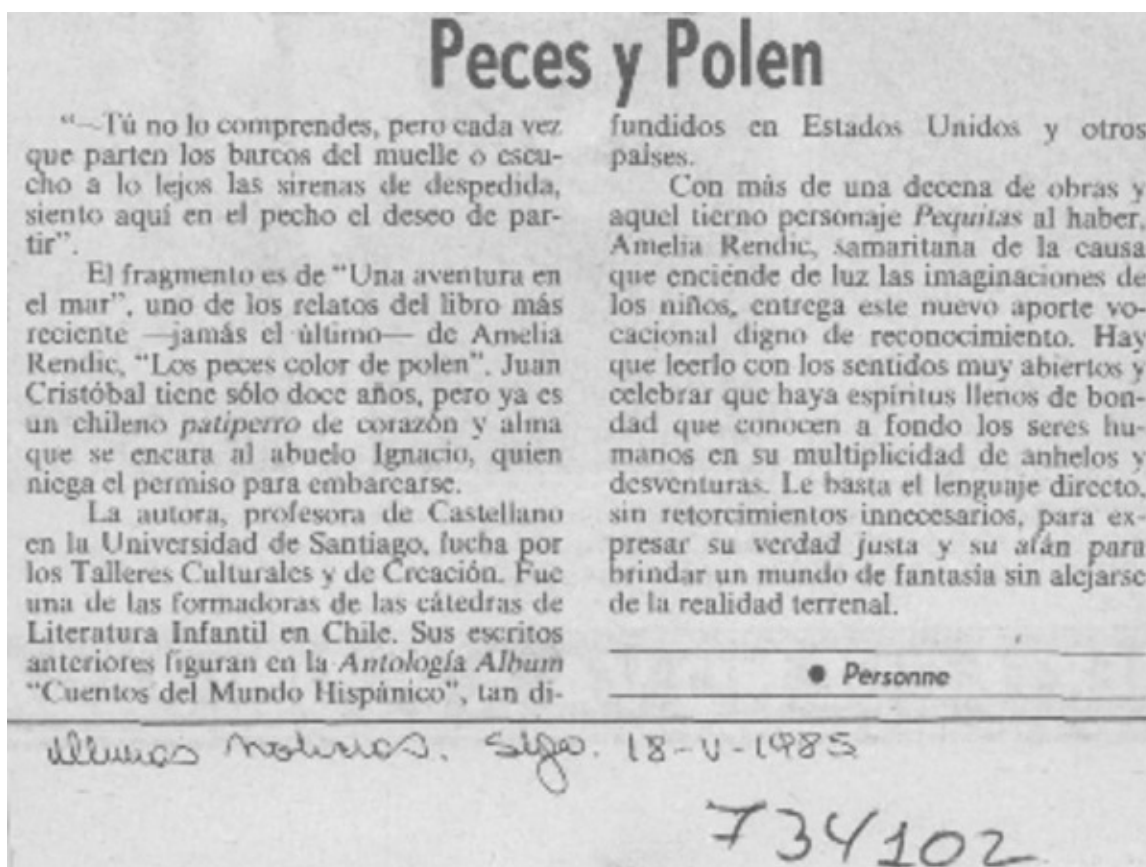 Peces y Polen
“—Tú no lo comprendes, pero cada vez
que parten los barcos del muelle o escu-
cho a lo lejos las sirenas de despedida,
siento aquí en el pecho el deseo de par-
tir”.
El fragmento es de “Una aventura en
el mar”, uno de los relatos del libro más
reciente —jamás el último— de Amelia
Rendic, “Los peces color de polen”. Juan
Cristóbal tiene sólo doce años, pero ya es
un chileno patiperro de corazón y alma
que se encara al abuelo Ignacio, quien
niega el permiso para embarcarse.
La autora, profesora de Castellano
en la Universidad de Santiago, lucha por
los Talleres Culturales y de Creación. Fue
una de las formadoras de las cátedras de
Literatura Infantil en Chile. Sus escritos
anteriores figuran en la Antología Album
“Cuentos del Mundo Hispánico”, tan di-
fundidos en Estados Unidos y otros
países.
Con más de una decena de obras y
aquel tierno personaje Pequitas al haber,
Amelia Rendic, samaritana de la causa
que enciende de luz las imaginaciones de
los niños, entrega este nuevo aporte vo-
cacional digno de reconocimiento. Hay
que leerlo con los sentidos muy abiertos y
celebrar que haya espíritus llenos de bon-
dad que conocen a fondo los seres hu-
manos en su multiplicidad de anhelos y
desventuras. Le basta el lenguaje directo,
sin retorcimientos innecesarios, para ex-
presar su verdad justa y su afán para
brindar un mundo de fantasía sin alejarse
de la realidad terrenal.
● Personne
Ultimas Noticias. Stgo. 18-V-1985
734102